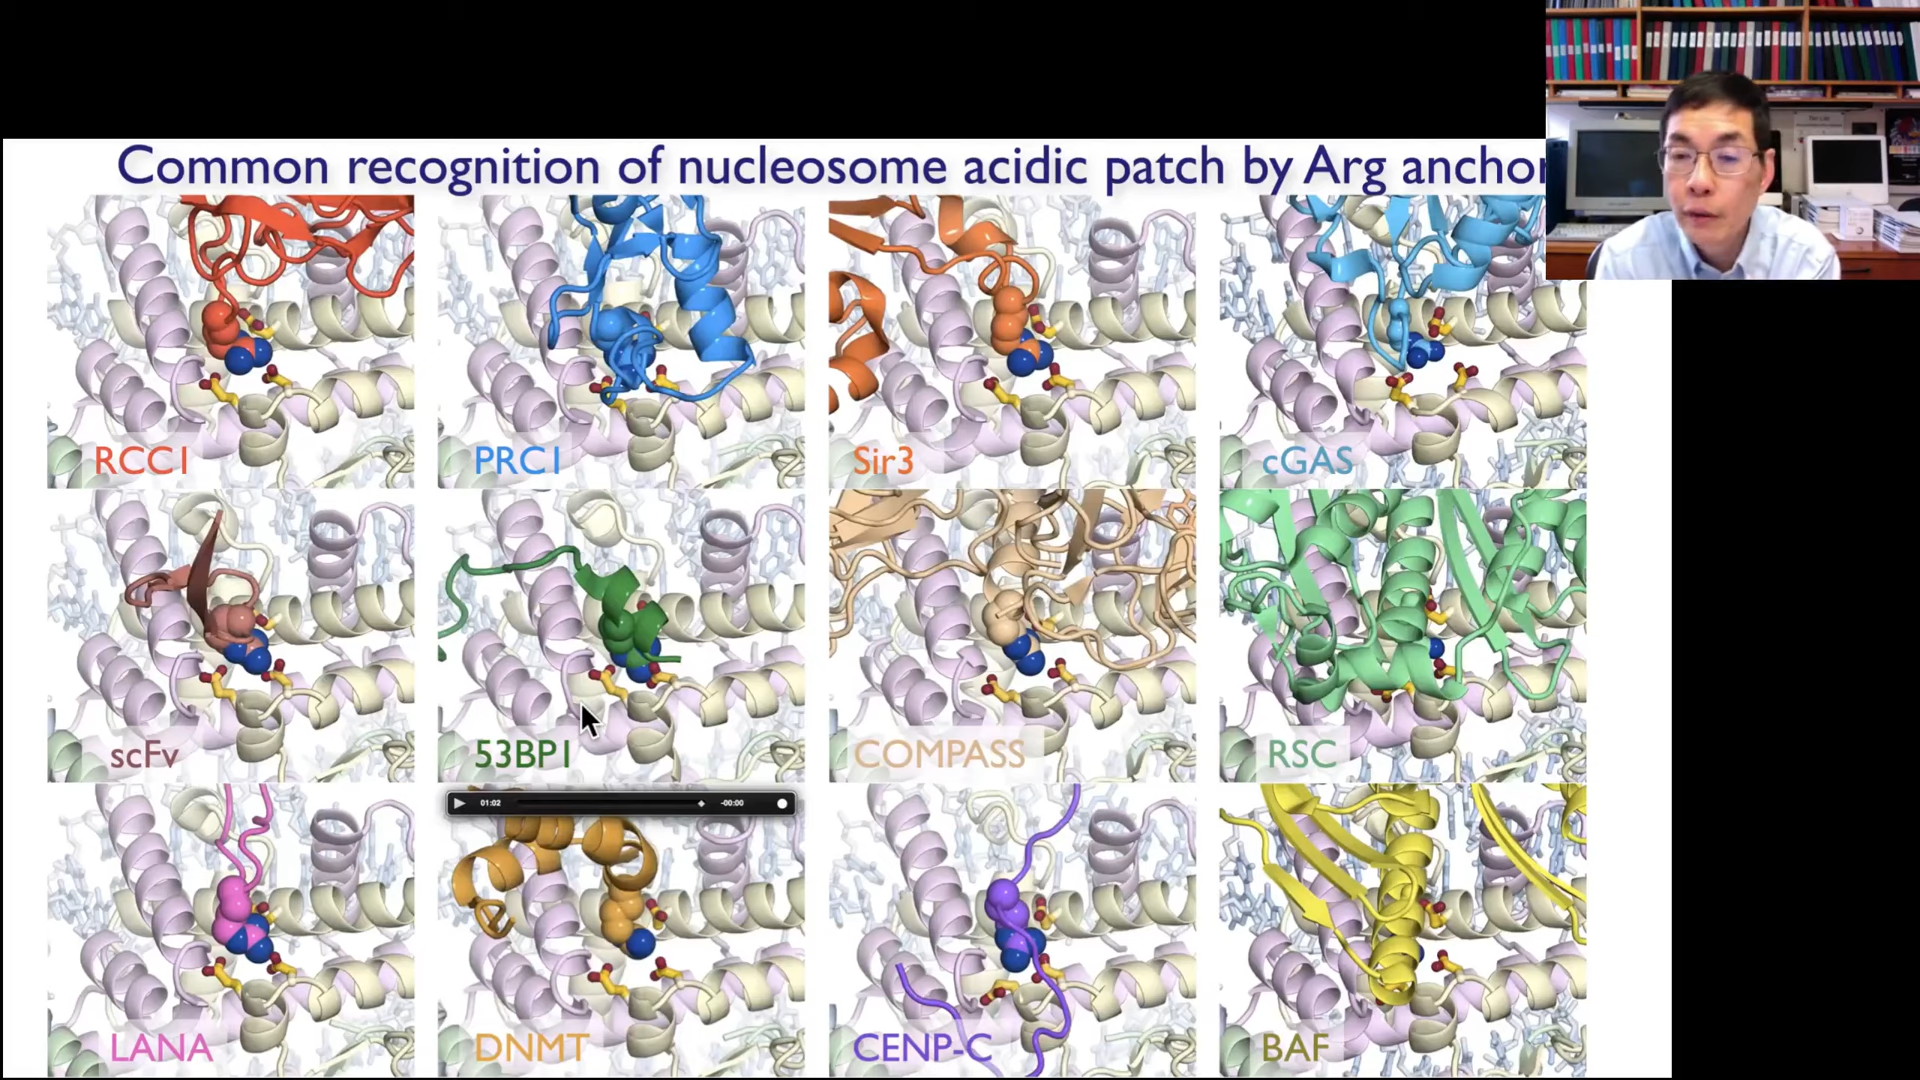 Common recognition of nucleosome acidic patch by Arg anchor
RCC1
PRC1
Sir3
cGAS
scFv
53BP1
COMPASS
RSC
01:02
-00:00
LANA
DNMT
CENP-C
BAF